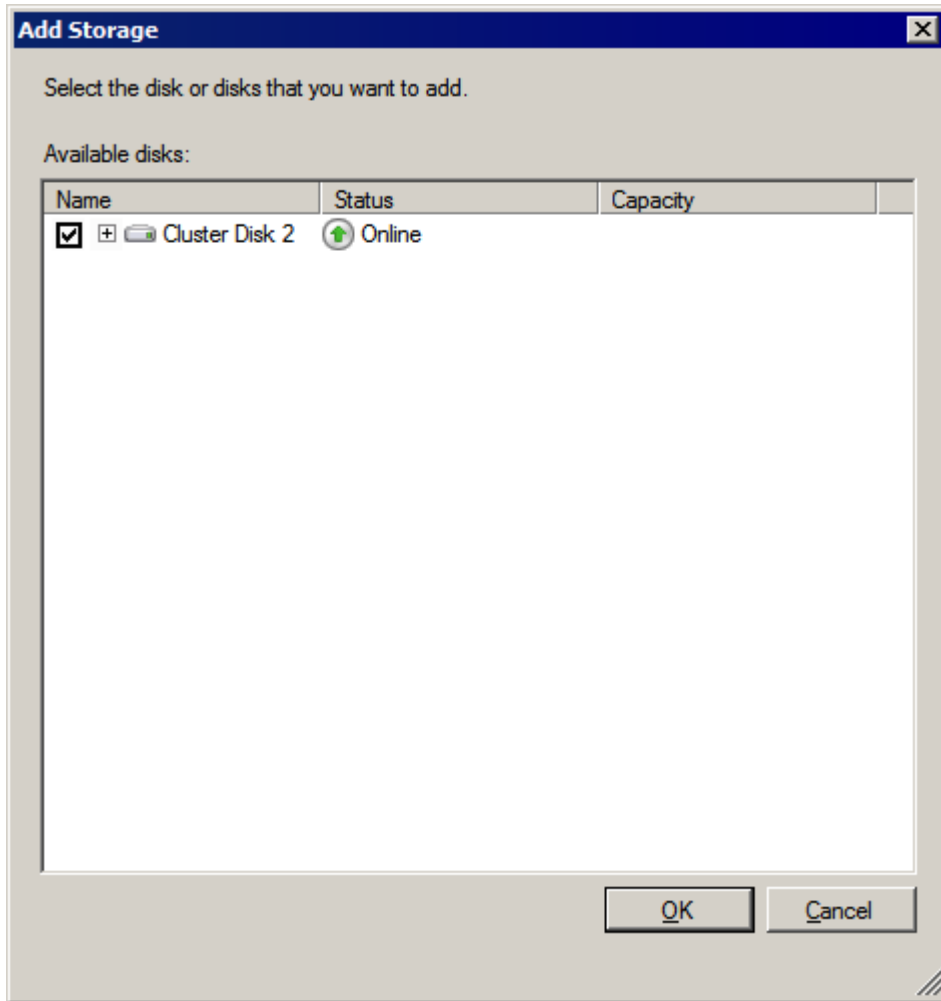 Add Storage
Select the disk or disks that you want to add.
Available disks:
Name Status Capacity
Cluster Disk 2 Online
OK Cancel